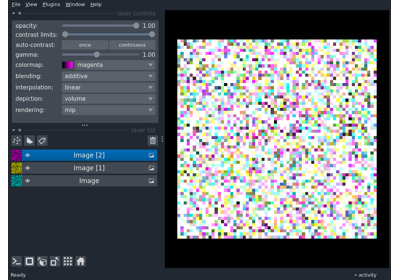 File View Plugins Window Help
layer controls
opacity: 1.00
contrast limits:
auto-contrast: once continuous
gamma: 1.00
colormap: magenta
blending: additive
interpolation: linear
depiction: volume
rendering: mip
layer list
Image [2]
Image [1]
Image
Ready activity